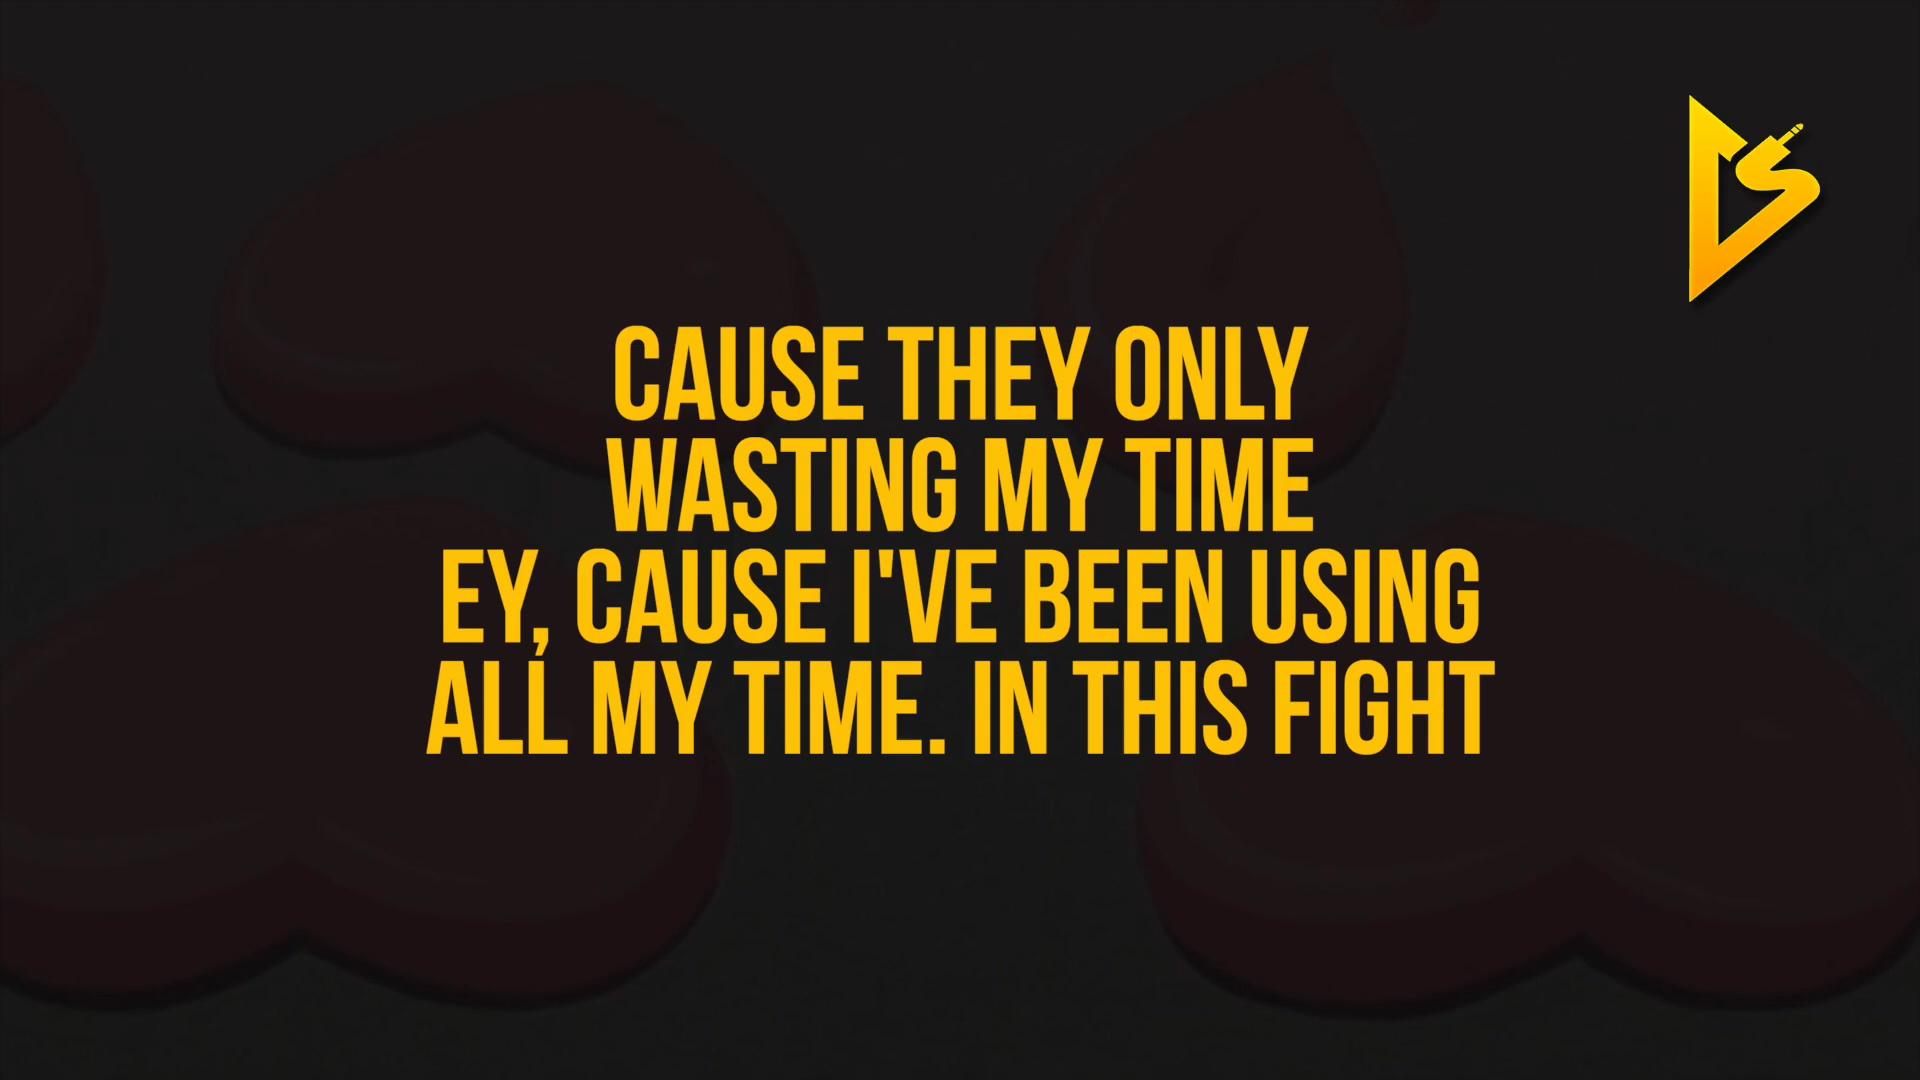 CAUSE THEY ONLY
WASTING MY TIME
EY, CAUSE I'VE BEEN USING
ALL MY TIME. IN THIS FIGHT